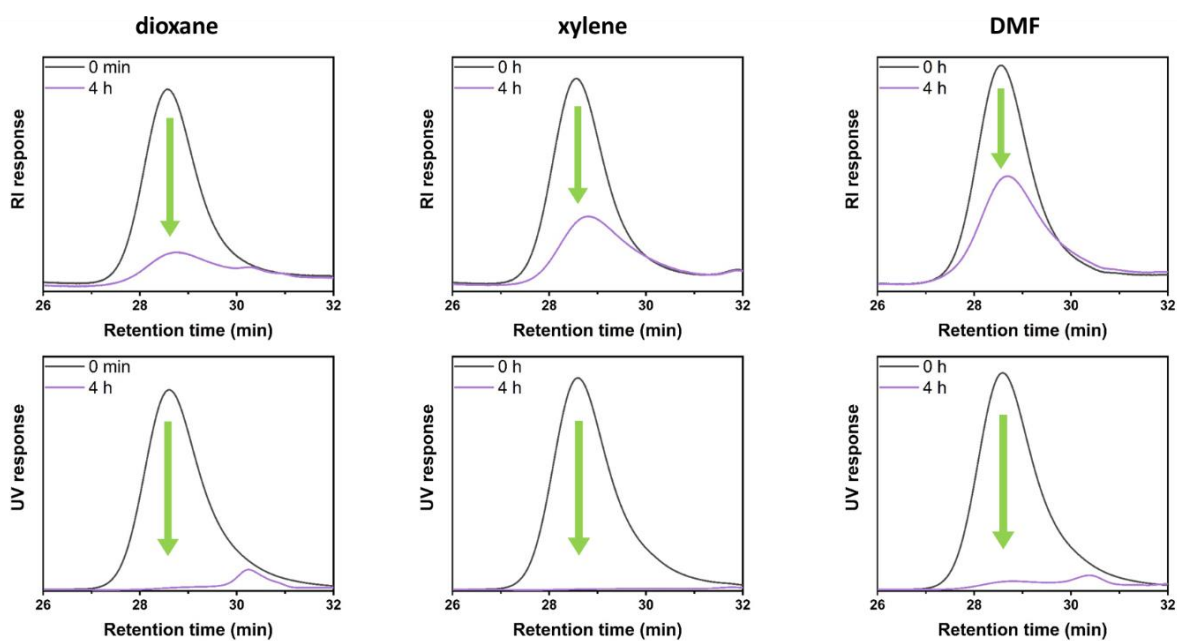 dioxane
xylene
DMF
0 min
4 h
RI response
26 28 30 32
Retention time (min)
0 h
4 h
RI response
26 28 30 32
Retention time (min)
0 h
4 h
RI response
26 28 30 32
Retention time (min)
0 min
4 h
UV response
26 28 30 32
Retention time (min)
0 h
4 h
UV response
26 28 30 32
Retention time (min)
0 h
4 h
UV response
26 28 30 32
Retention time (min)